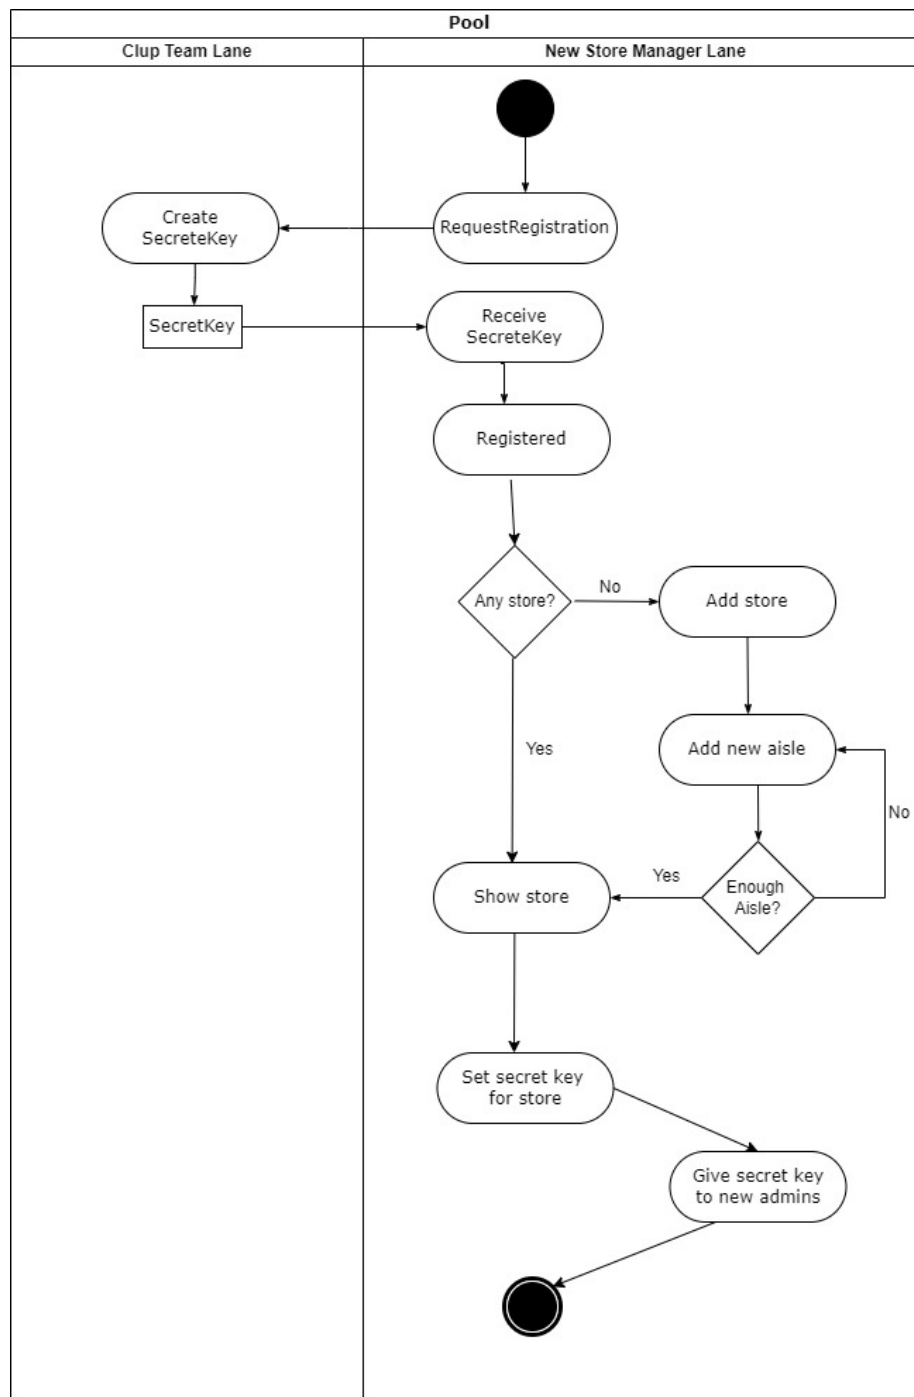 Pool
Clup Team Lane
New Store Manager Lane
Create
SecreteKey
RequestRegistration
SecretKey
Receive
SecreteKey
Registered
Any store?
No
Add store
Yes
Add new aisle
No
Show store
Yes
Enough
Aisle?
Set secret key
for store
Give secret key
to new admins